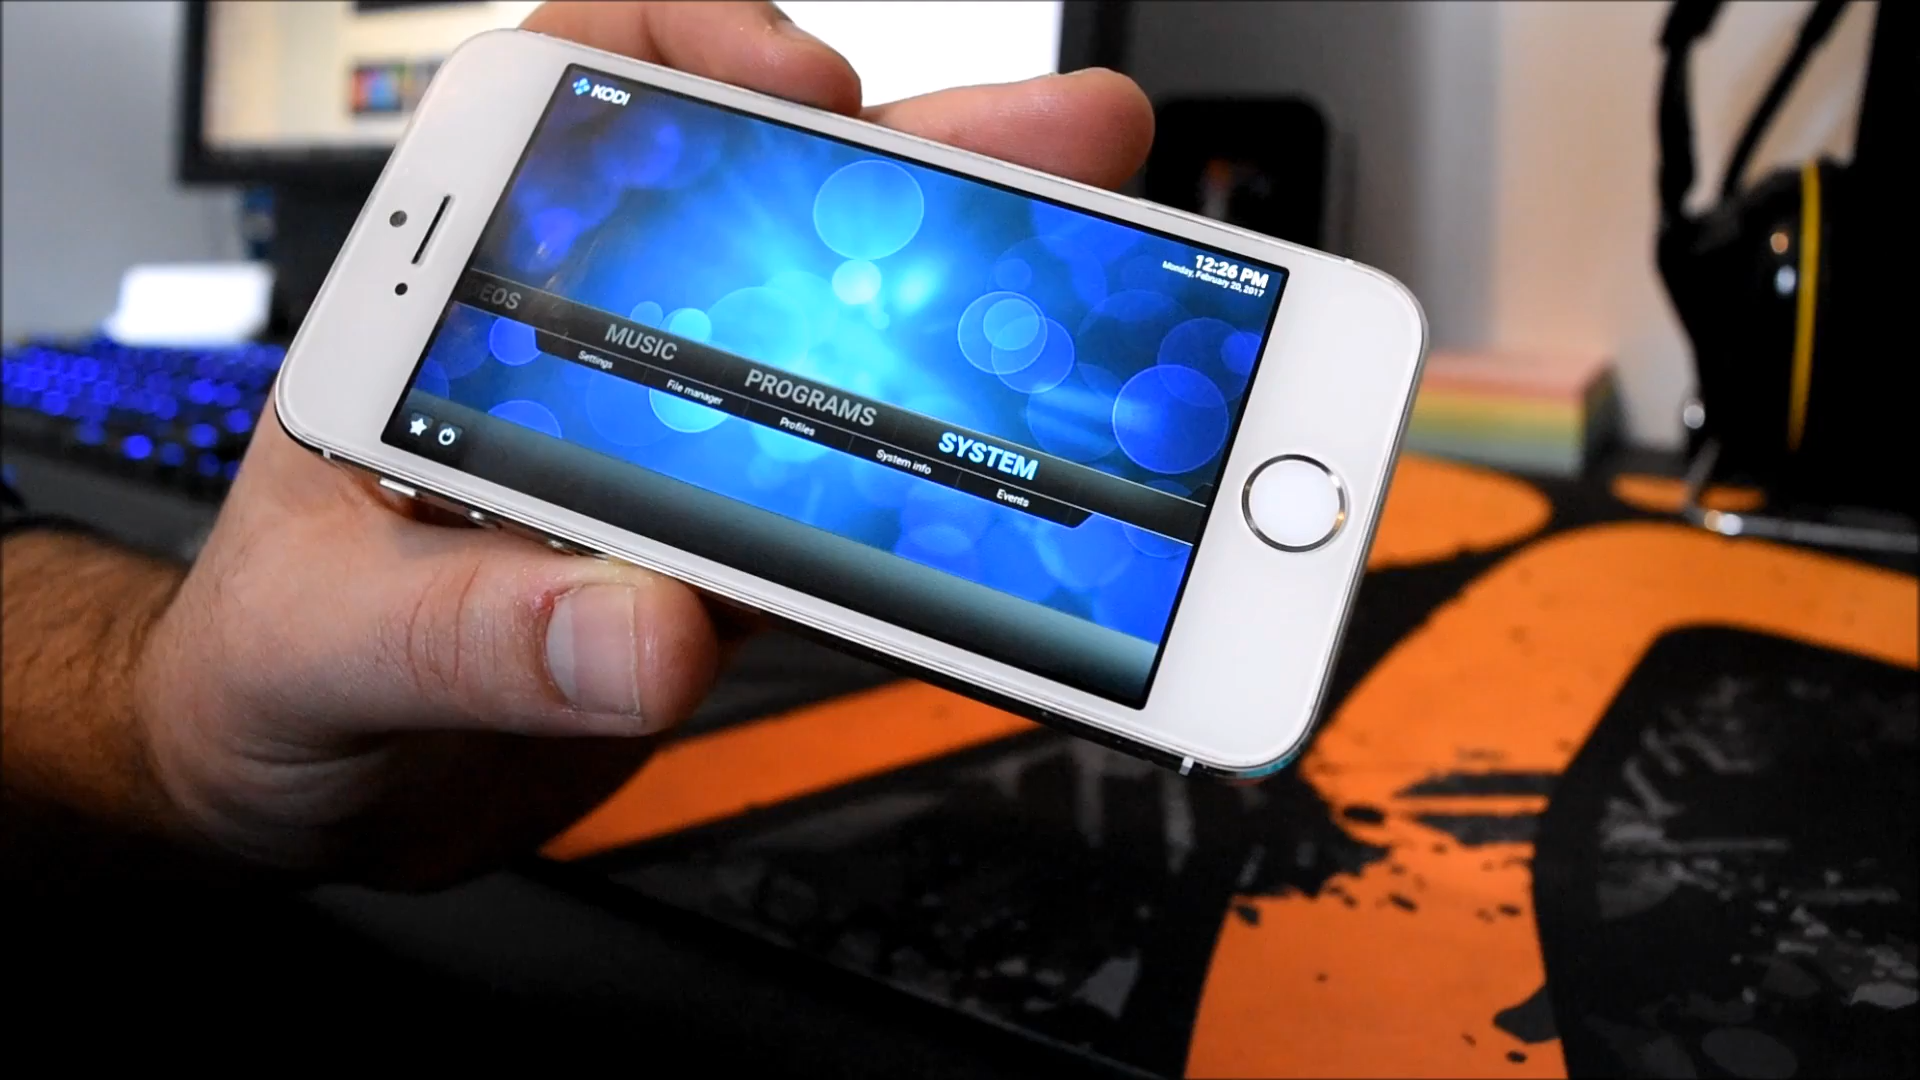 KODI
12:26 PM
Monday, February 20, 2017
EOS MUSIC PROGRAMS SYSTEM
Settings File manager Profiles System info Events